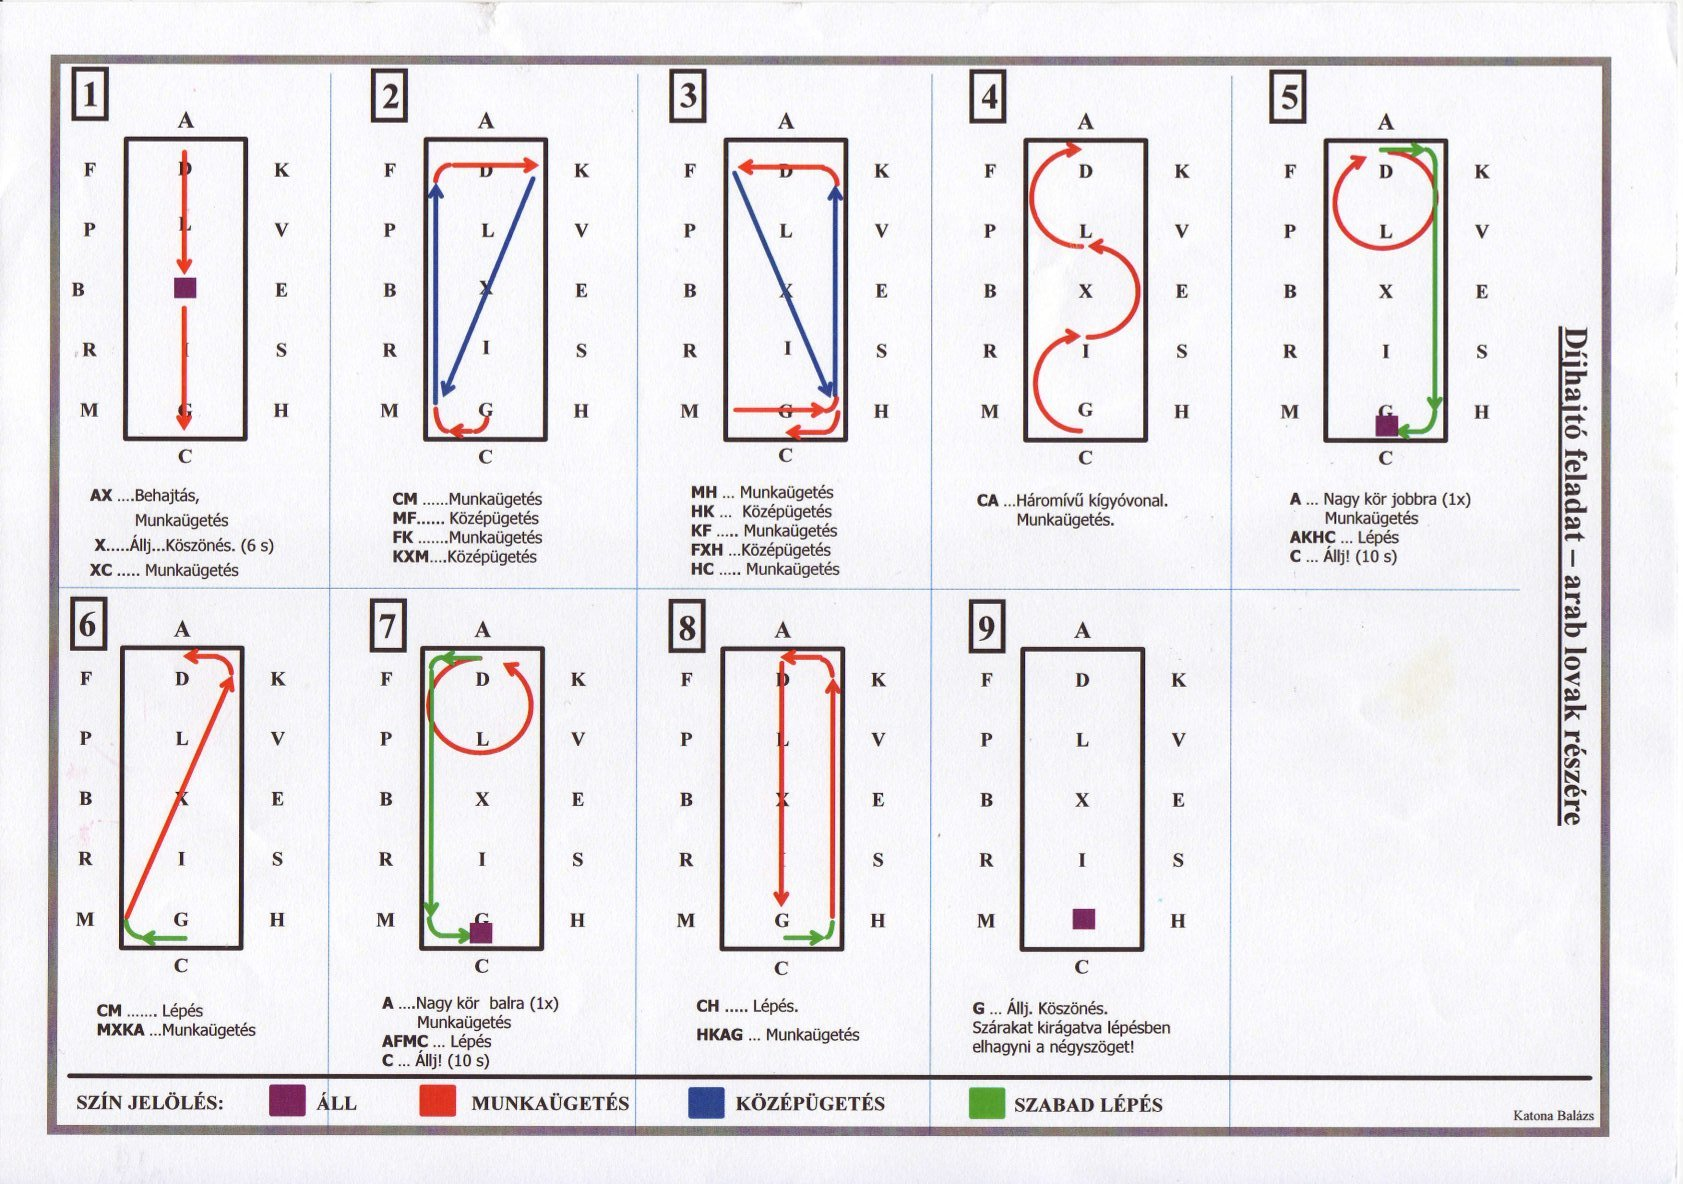 1
A
F D K
P L V
B E
R I S
M G H
C
AX ....Behajtás,
Munkaügetés
X.....Állj...Köszönés. (6 s)
XC ..... Munkaügetés
2
A
F D K
P L V
B X E
R I S
M G H
C
CM ......Munkaügetés
MF...... Középügetés
FK .......Munkaügetés
KXM....Középügetés
3
A
F D K
P L V
B X E
R I S
M G H
C
MH ... Munkaügetés
HK ... Középügetés
KF ..... Munkaügetés
FXH ...Középügetés
HC ..... Munkaügetés
4
A
F D K
P L V
B X E
R I S
M G H
C
CA ...Háromívű kígyóvonal.
Munkaügetés.
5
A
F D K
P L V
B X E
R I S
M G H
C
A ... Nagy kör jobbra (1x)
Munkaügetés
AKHC ... Lépés
C ... Állj! (10 s)
Díjhajtó feladat – arab lovak részére
6
A
F D K
P L V
B X E
R I S
M G H
C
CM ....... Lépés
MXKA ...Munkaügetés
7
A
F D K
P L V
B X E
R I S
M G H
C
A ....Nagy kör balra (1x)
Munkaügetés
AFMC ... Lépés
C ... Állj! (10 s)
8
A
F D K
P L V
B X E
R I S
M G H
C
CH ..... Lépés.
HKAG ... Munkaügetés
9
A
F D K
P L V
B X E
R I S
M H
C
G ... Állj. Köszönés.
Szárakat kirágatva lépésben
elhagyni a négyszöget!
SZÍN JELÖLÉS: ÁLL MUNKAÜGETÉS KÖZÉPÜGETÉS SZABAD LÉPÉS
Katona Balázs